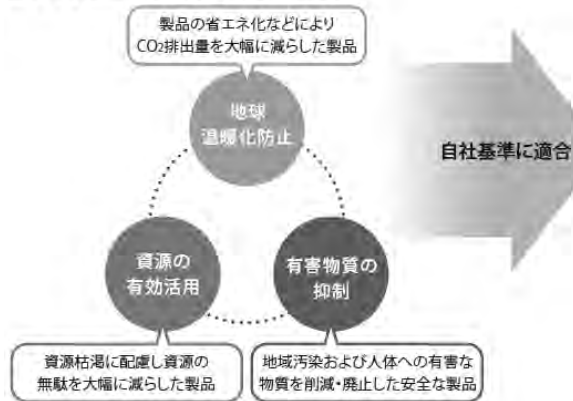 製品の省エネ化などにより
CO2排出量を大幅に減らした製品
地球
温暖化防止
自社基準に適合
資源の
有効活用
有害物質の
抑制
資源枯渇に配慮し資源の
無駄を大幅に減らした製品
地域汚染および人体への有害な
物質を削減・廃止した安全な製品